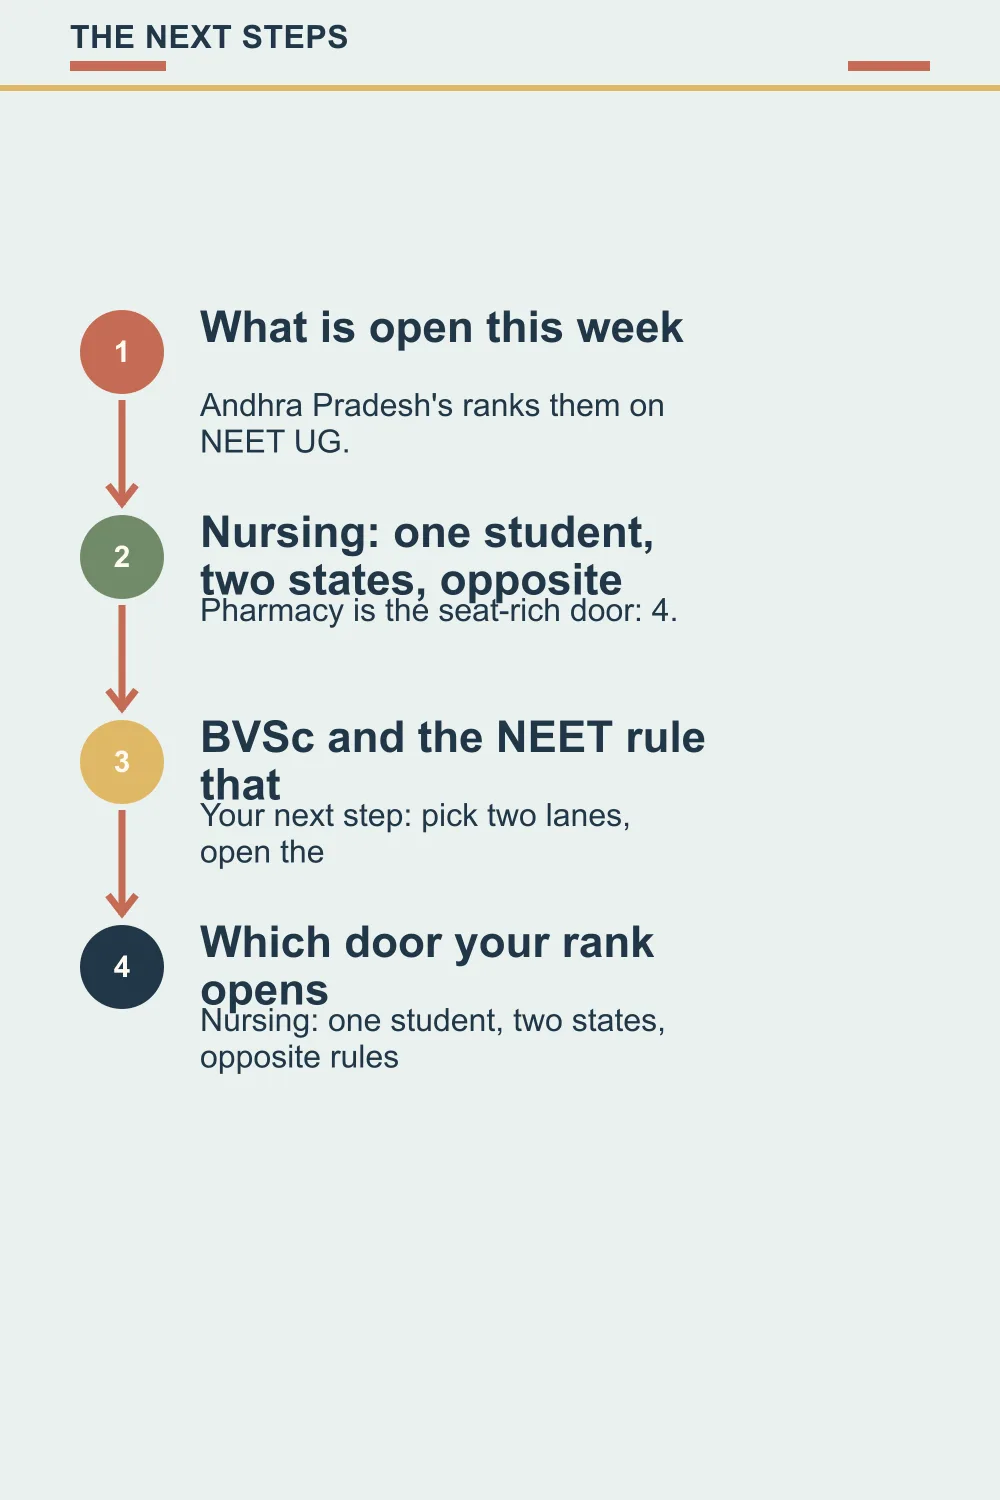 THE NEXT STEPS
1
What is open this week
Andhra Pradesh's ranks them on
NEET UG.
2
Nursing: one student,
two states, opposite
Pharmacy is the seat-rich door: 4.
3
BVSc and the NEET rule
that
Your next step: pick two lanes,
open the
4
Which door your rank
opens
Nursing: one student, two states,
opposite rules